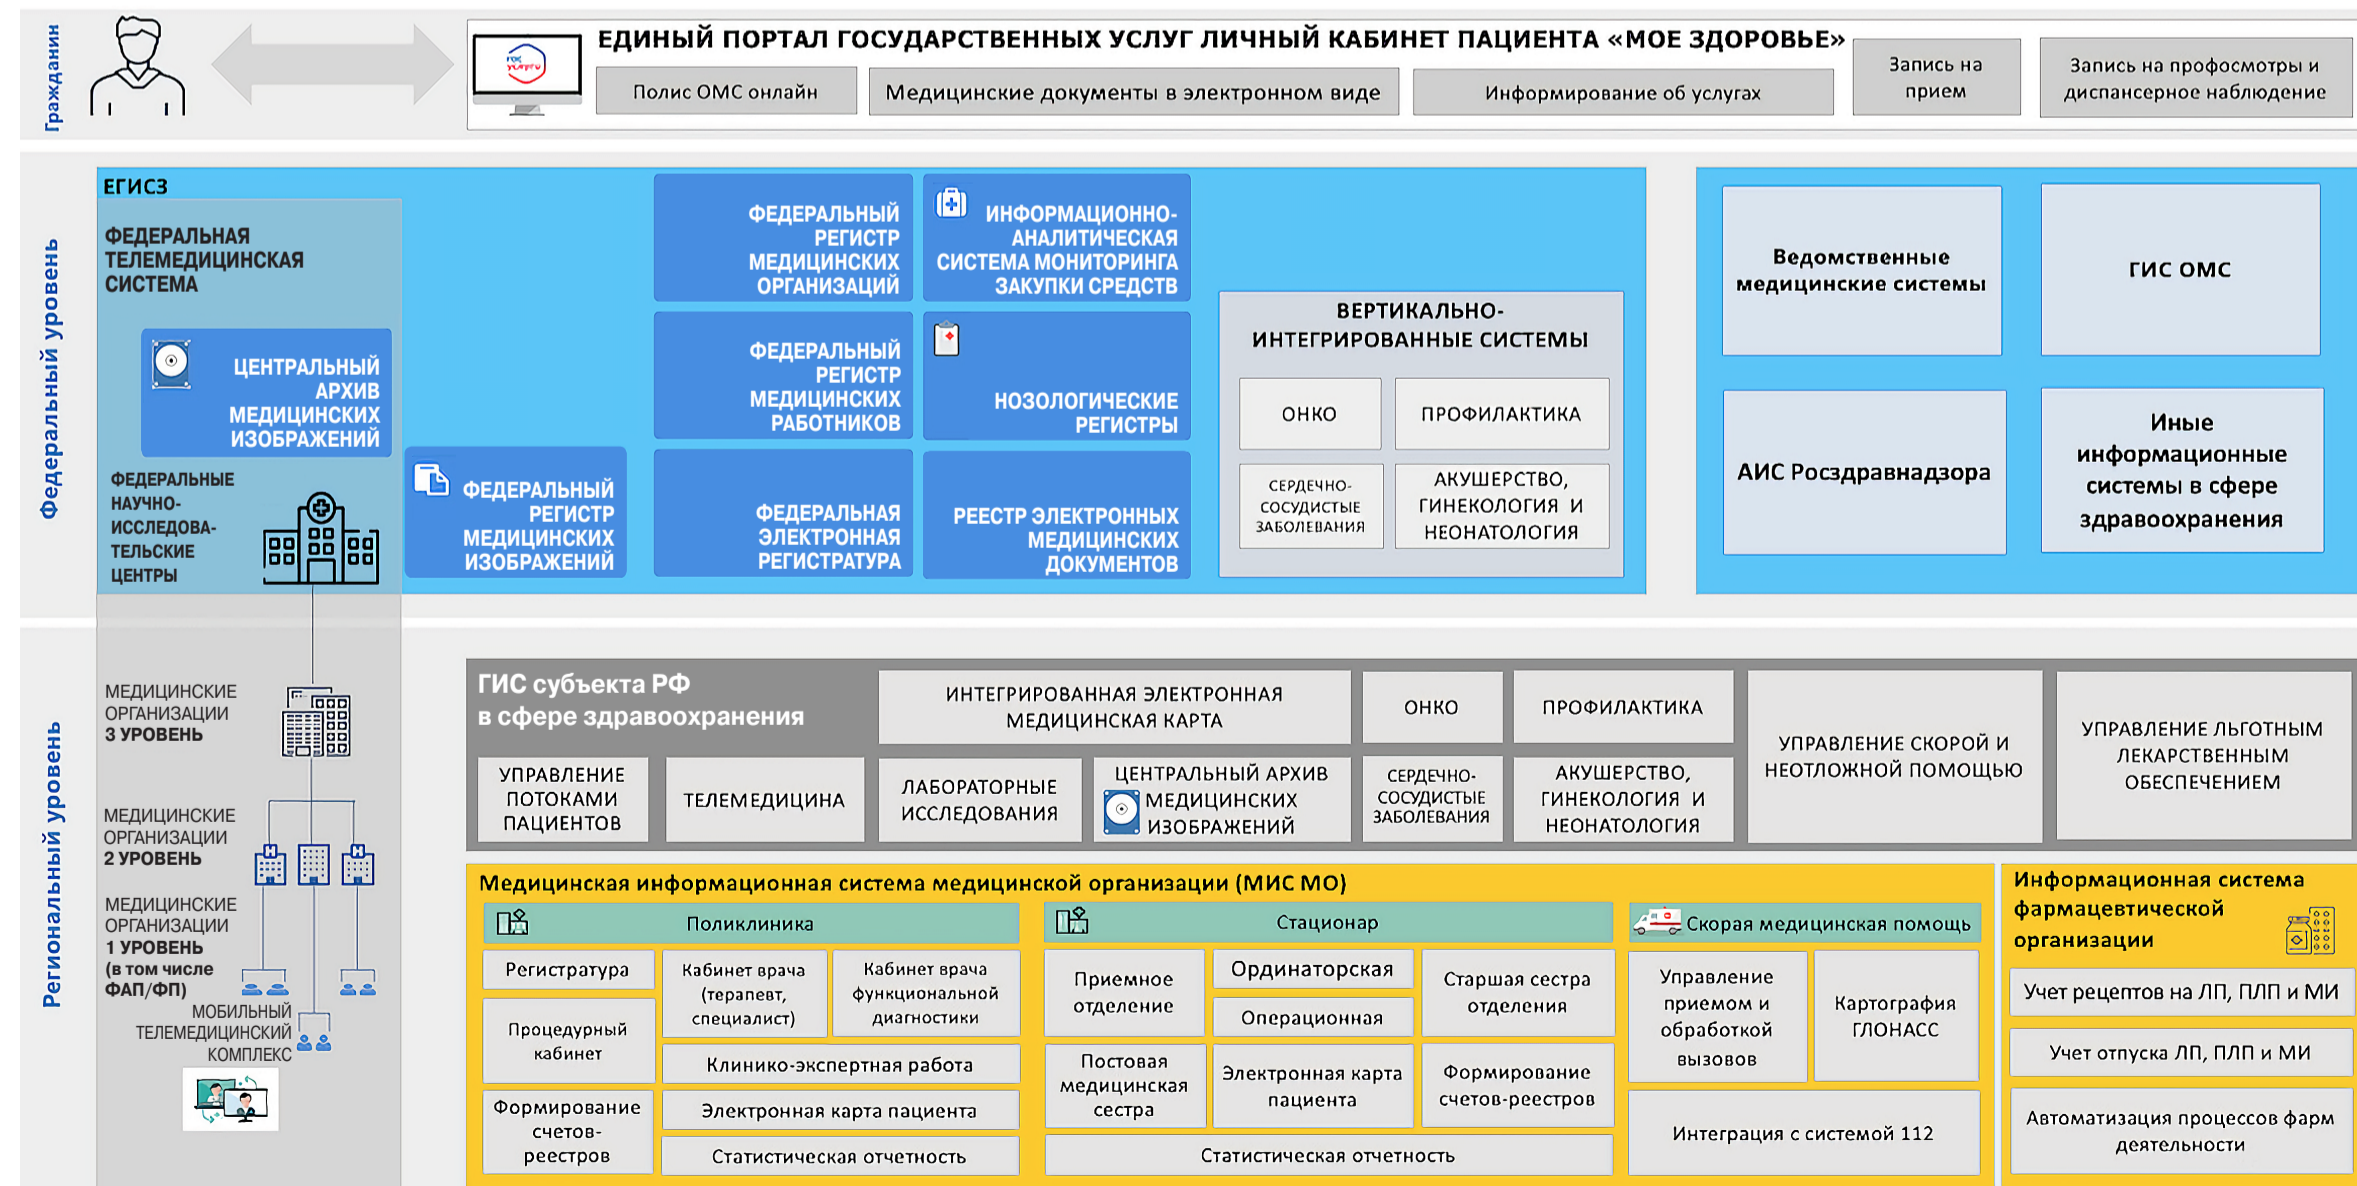 Гражданин
ЕДИНЫЙ ПОРТАЛ ГОСУДАРСТВЕННЫХ УСЛУГ ЛИЧНЫЙ КАБИНЕТ ПАЦИЕНТА «МОЕ ЗДОРОВЬЕ»
Полис ОМС онлайн
Медицинские документы в электронном виде
Информирование об услугах
Запись на
прием
Запись на профосмотры и
диспансерное наблюдение
Федеральный уровень
ЕГИСЗ
ФЕДЕРАЛЬНАЯ
ТЕЛЕМЕДИЦИНСКАЯ
СИСТЕМА
ЦЕНТРАЛЬНЫЙ
АРХИВ
МЕДИЦИНСКИХ
ИЗОБРАЖЕНИЙ
ФЕДЕРАЛЬНЫЕ
НАУЧНО-
ИССЛЕДОВА-
ТЕЛЬСКИЕ
ЦЕНТРЫ
ФЕДЕРАЛЬНЫЙ
РЕГИСТР
МЕДИЦИНСКИХ
ИЗОБРАЖЕНИЙ
ФЕДЕРАЛЬНЫЙ
РЕГИСТР
МЕДИЦИНСКИХ
ОРГАНИЗАЦИЙ
ФЕДЕРАЛЬНЫЙ
РЕГИСТР
МЕДИЦИНСКИХ
РАБОТНИКОВ
ФЕДЕРАЛЬНАЯ
ЭЛЕКТРОННАЯ
РЕГИСТРАТУРА
ИНФОРМАЦИОННО-
АНАЛИТИЧЕСКАЯ
СИСТЕМА МОНИТОРИНГА
ЗАКУПКИ СРЕДСТВ
НОЗОЛОГИЧЕСКИЕ
РЕГИСТРЫ
РЕЕСТР ЭЛЕКТРОННЫХ
МЕДИЦИНСКИХ
ДОКУМЕНТОВ
ВЕРТИКАЛЬНО-
ИНТЕГРИРОВАННЫЕ СИСТЕМЫ
ОНКО
ПРОФИЛАКТИКА
СЕРДЕЧНО-
СОСУДИСТЫЕ
ЗАБОЛЕВАНИЯ
АКУШЕРСТВО,
ГИНЕКОЛОГИЯ И
НЕОНАТОЛОГИЯ
Ведомственные
медицинские системы
ГИС ОМС
АИС Росздравнадзора
Иные
информационные
системы в сфере
здравоохранения
Региональный уровень
МЕДИЦИНСКИЕ
ОРГАНИЗАЦИИ
3 УРОВЕНЬ
МЕДИЦИНСКИЕ
ОРГАНИЗАЦИИ
2 УРОВЕНЬ
МЕДИЦИНСКИЕ
ОРГАНИЗАЦИИ
1 УРОВЕНЬ
(в том числе
ФАП/ФП)
МОБИЛЬНЫЙ
ТЕЛЕМЕДИЦИНСКИЙ
КОМПЛЕКС
ГИС субъекта РФ
в сфере здравоохранения
ИНТЕГРИРОВАННАЯ ЭЛЕКТРОННАЯ
МЕДИЦИНСКАЯ КАРТА
ОНКО
ПРОФИЛАКТИКА
УПРАВЛЕНИЕ СКОРОЙ И
НЕОТЛОЖНОЙ ПОМОЩЬЮ
УПРАВЛЕНИЕ ЛЬГОТНЫМ
ЛЕКАРСТВЕННЫМ
ОБЕСПЕЧЕНИЕМ
УПРАВЛЕНИЕ
ПОТОКАМИ
ПАЦИЕНТОВ
ТЕЛЕМЕДИЦИНА
ЛАБОРАТОРНЫЕ
ИССЛЕДОВАНИЯ
ЦЕНТРАЛЬНЫЙ АРХИВ
МЕДИЦИНСКИХ
ИЗОБРАЖЕНИЙ
СЕРДЕЧНО-
СОСУДИСТЫЕ
ЗАБОЛЕВАНИЯ
АКУШЕРСТВО,
ГИНЕКОЛОГИЯ И
НЕОНАТОЛОГИЯ
Медицинская информационная система медицинской организации (МИС МО)
Поликлиника
Регистратура
Кабинет врача
(терапевт,
специалист)
Кабинет врача
функциональной
диагностики
Процедурный
кабинет
Клинико-экспертная работа
Формирование
счетов-
реестров
Электронная карта пациента
Статистическая отчетность
Стационар
Приемное
отделение
Ординаторская
Операционная
Старшая сестра
отделения
Постовая
медицинская
сестра
Электронная карта
пациента
Формирование
счетов-реестров
Статистическая отчетность
Скорая медицинская помощь
Управление
приемом и
обработкой
вызовов
Картография
ГЛОНАСС
Интеграция с системой 112
Информационная система
фармацевтической
организации
Учет рецептов на ЛП, ПЛП и МИ
Учет отпуска ЛП, ПЛП и МИ
Автоматизация процессов фарм
деятельности